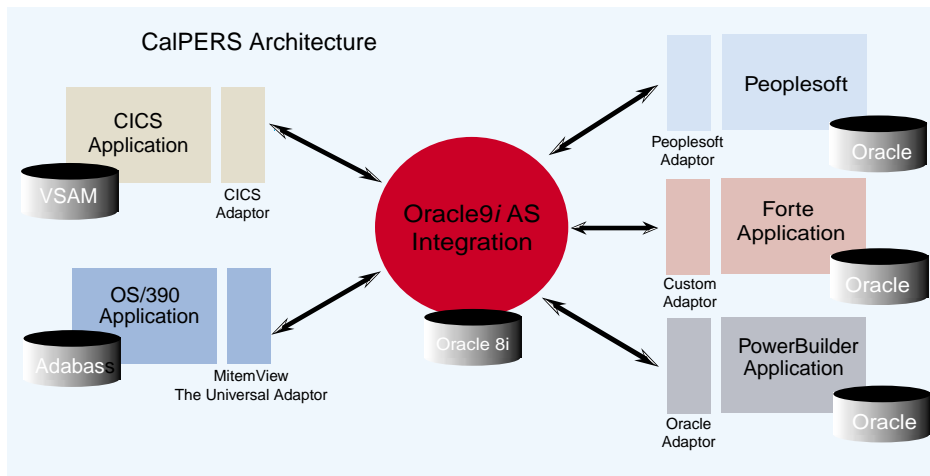 CalPERS Architecture
CICS
Application
VSAM
CICS
Adaptor
OS/390
Application
Adabass
MitemView
The Universal Adaptor
Oracle9i AS
Integration
Oracle 8i
Peoplesoft
Peoplesoft
Adaptor
Oracle
Forte
Application
Custom
Adaptor
Oracle
PowerBuilder
Application
Oracle
Adaptor
Oracle